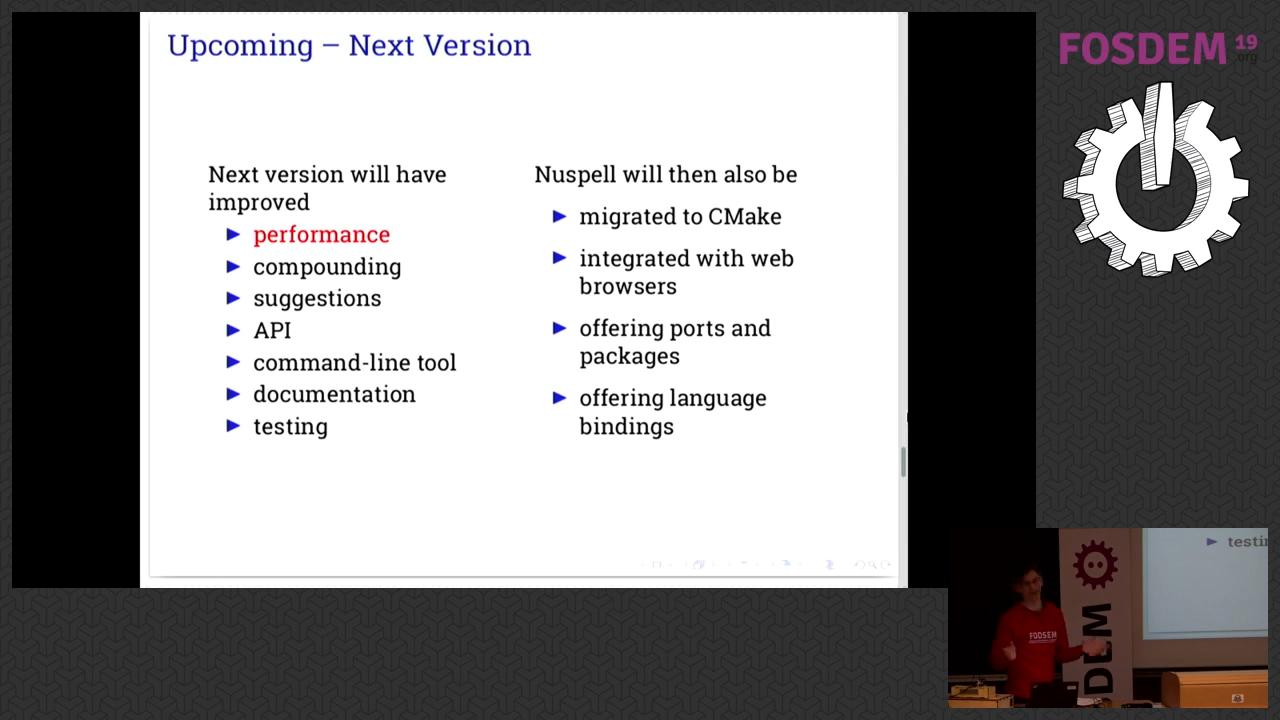 Upcoming – Next Version
Next version will have
improved
performance
compounding
suggestions
API
command-line tool
documentation
testing
Nuspell will then also be
migrated to CMake
integrated with web
browsers
offering ports and
packages
offering language
bindings
FOSDEM 19
.org
testi
FOSDEM
DEM